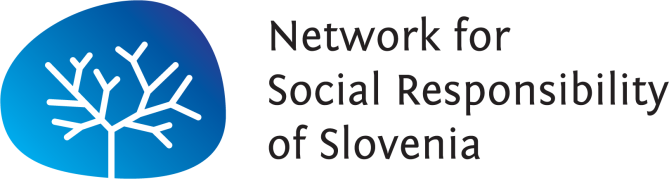 Network for
Social Responsibility
of Slovenia